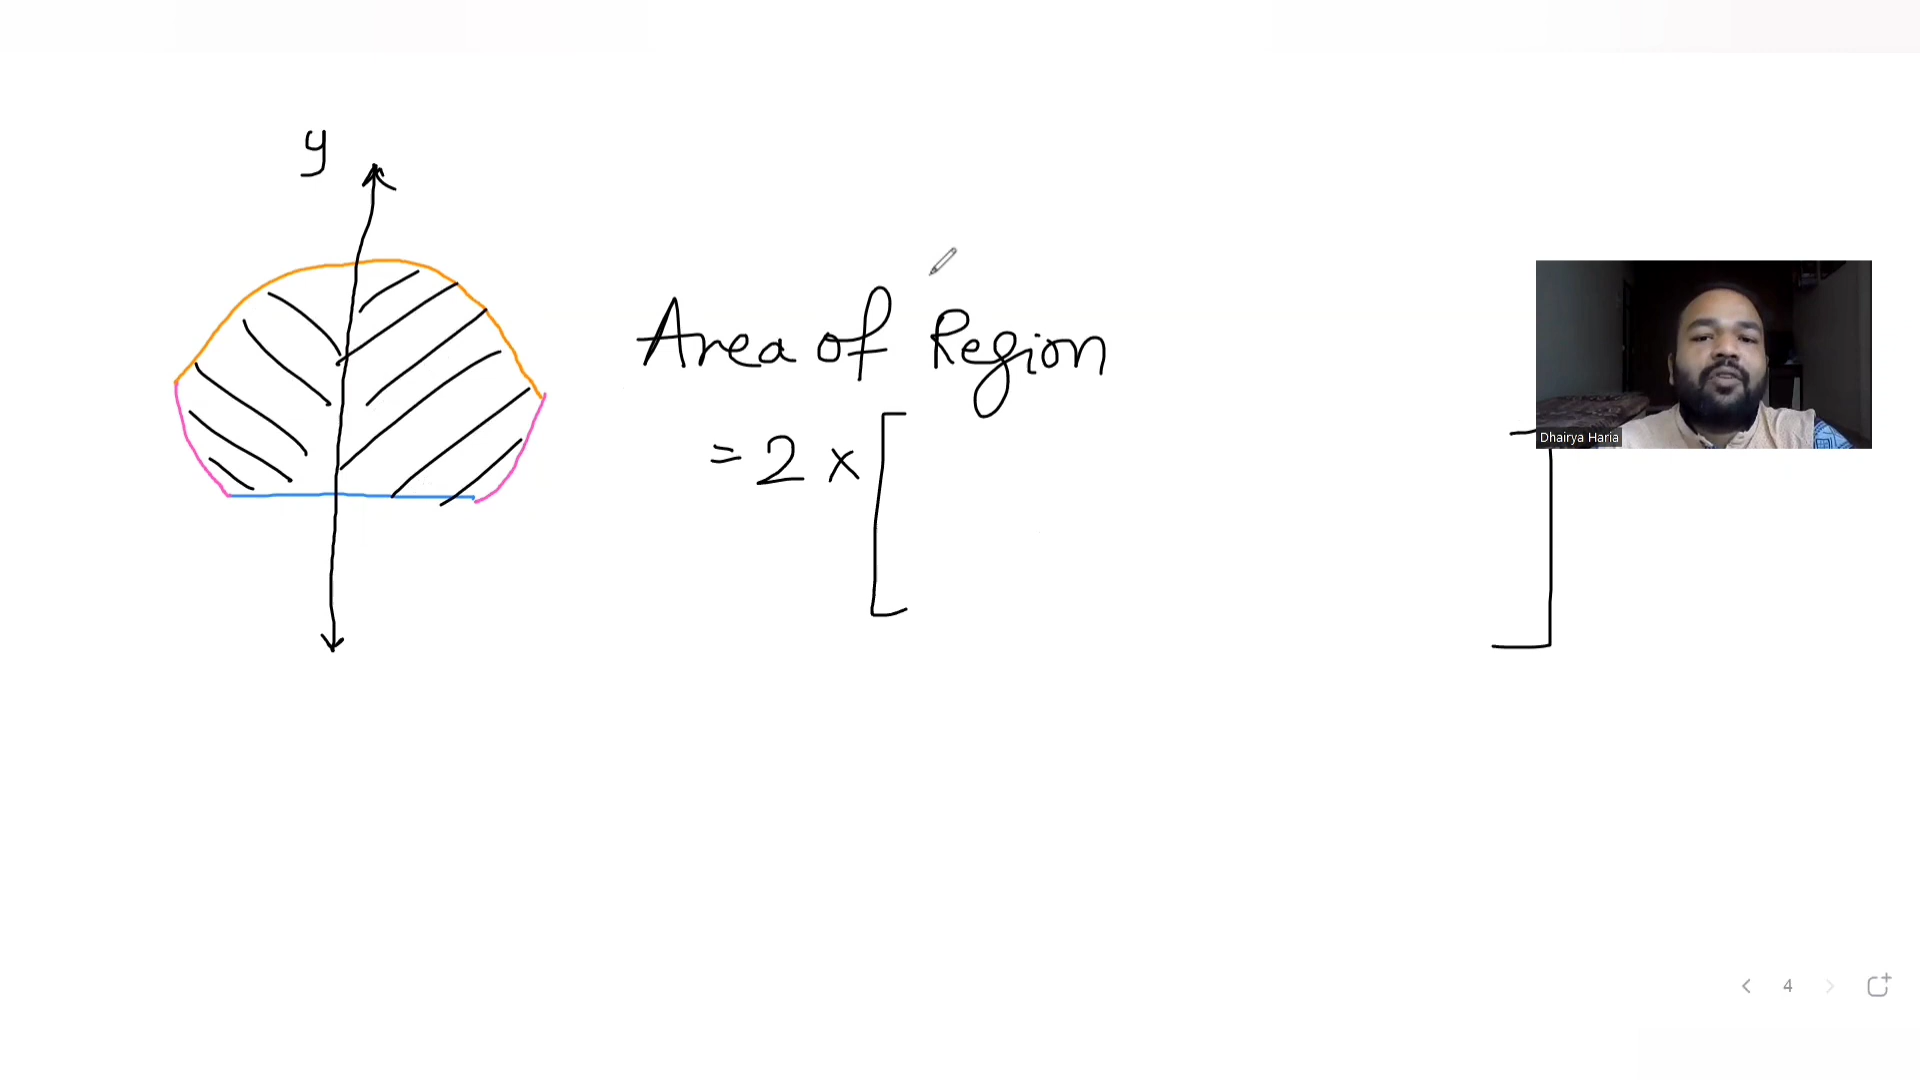 y
Area of Region
= 2 x [ ]
Dhairya Haria
4